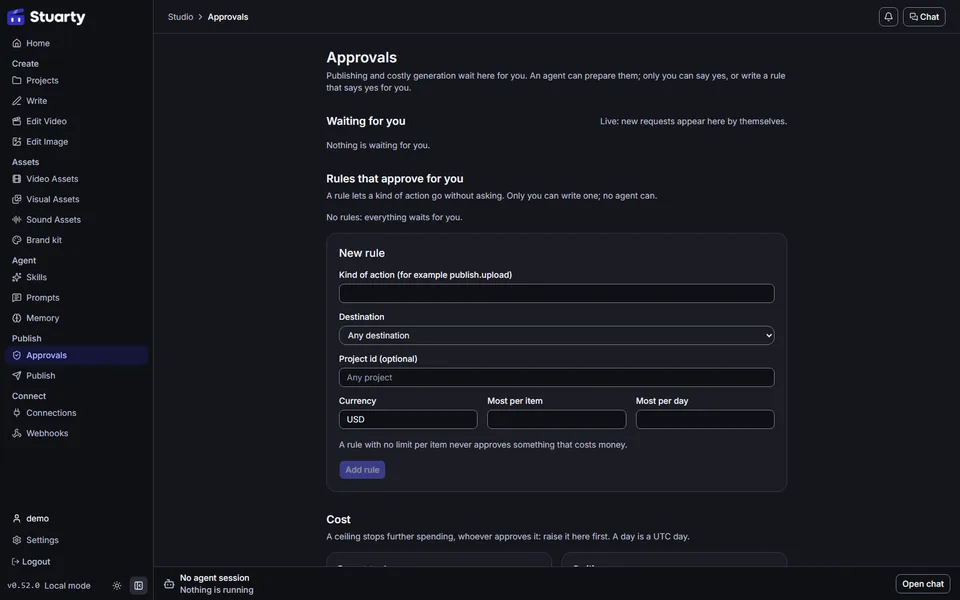 Stuarty
Studio > Approvals
Chat
Home
Create
Projects
Write
Edit Video
Edit Image
Assets
Video Assets
Visual Assets
Sound Assets
Brand kit
Agent
Skills
Prompts
Memory
Publish
Approvals
Publish
Connect
Connections
Webhooks
demo
Settings
Logout
v0.52.0 Local mode
Approvals
Publishing and costly generation wait here for you. An agent can prepare them; only you can say yes, or write a rule
that says yes for you.
Waiting for you
Live: new requests appear here by themselves.
Nothing is waiting for you.
Rules that approve for you
A rule lets a kind of action go without asking. Only you can write one; no agent can.
No rules: everything waits for you.
New rule
Kind of action (for example publish.upload)
Destination
Any destination
Project id (optional)
Any project
Currency Most per item Most per day
USD
A rule with no limit per item never approves something that costs money.
Add rule
Cost
A ceiling stops further spending, whoever approves it: raise it here first. A day is a UTC day.
No agent session
Nothing is running
Open chat